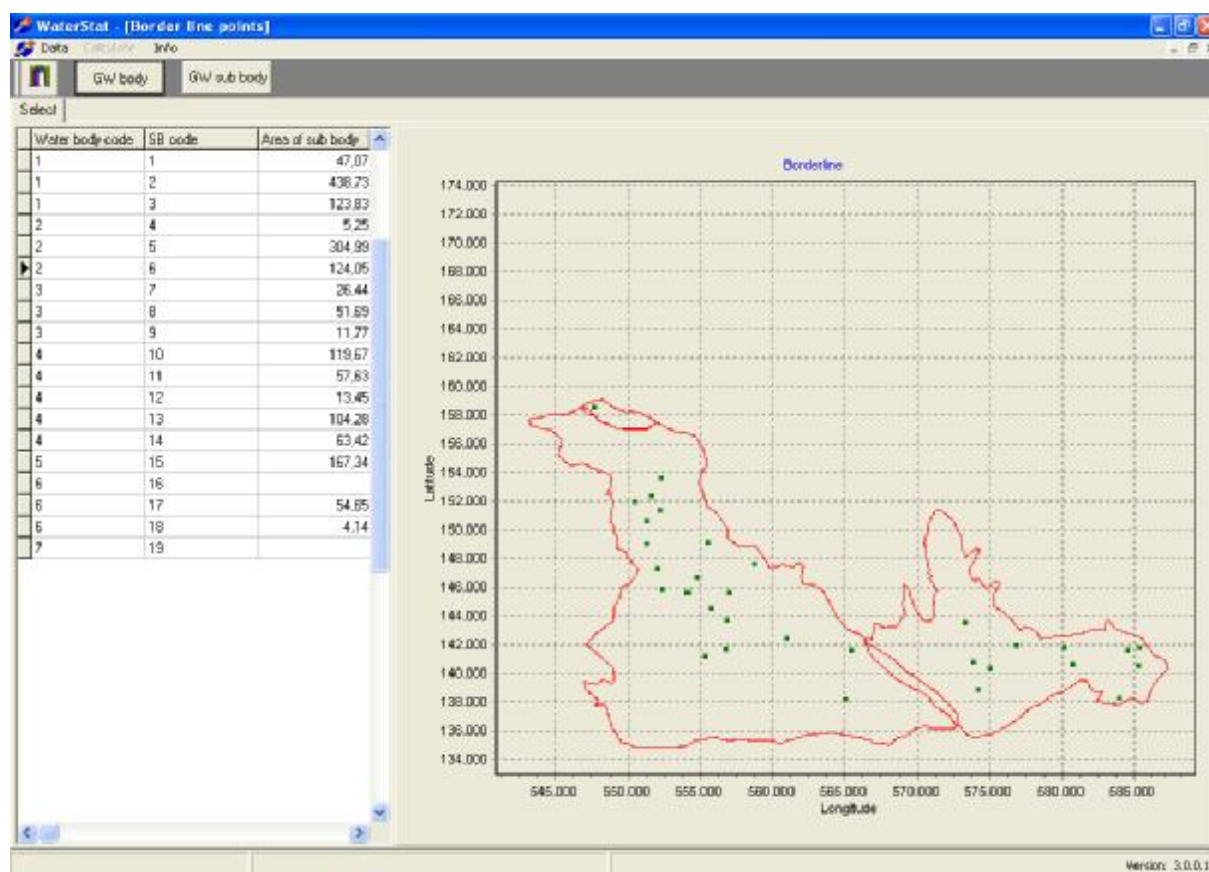 WaterStat - [Border line points]
Data Calculate Info
GW body GW sub body
Select
Water body code SB code Area of sub body
1 1 47,07
1 2 438,73
1 3 123,83
2 4 5,25
2 5 304,99
2 6 124,05
3 7 26,44
3 8 51,69
3 9 11,77
4 10 119,67
4 11 57,63
4 12 13,45
4 13 104,28
4 14 63,42
5 15 167,34
6 16
6 17 54,85
6 18 4,14
7 19
Borderline
174.000
172.000
170.000
168.000
166.000
164.000
162.000
160.000
158.000
156.000
154.000
152.000
150.000
148.000
146.000
144.000
142.000
140.000
138.000
136.000
134.000
Latitude
545.000 550.000 555.000 560.000 565.000 570.000 575.000 580.000 585.000
Longitude
Version: 3.0.0.1